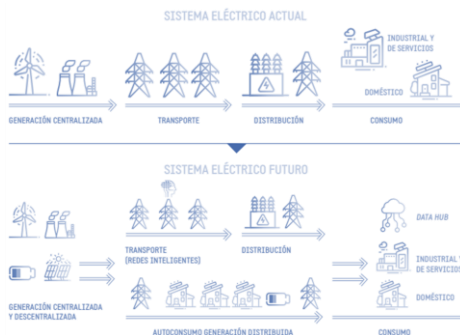 SISTEMA ELÉCTRICO ACTUAL
INDUSTRIAL Y
DE SERVICIOS
DOMÉSTICO
GENERACIÓN CENTRALIZADA
TRANSPORTE
DISTRIBUCIÓN
CONSUMO
SISTEMA ELÉCTRICO FUTURO
DATA HUB
TRANSPORTE
(REDES INTELIGENTES)
DISTRIBUCIÓN
INDUSTRIAL Y
DE SERVICIOS
DOMÉSTICO
GENERACIÓN CENTRALIZADA
Y DESCENTRALIZADA
AUTOCONSUMO GENERACIÓN DISTRIBUIDA
CONSUMO